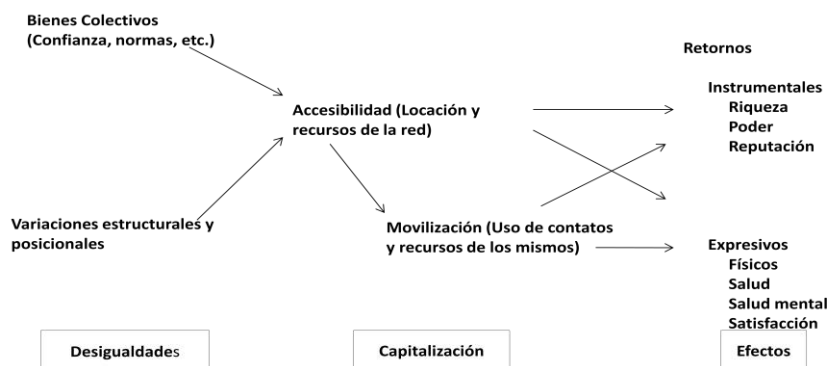 Bienes Colectivos
(Confianza, normas, etc.)
Variaciones estructurales y
posicionales
Desigualdades
Accesibilidad (Locación y
recursos de la red)
Movilización (Uso de contatos
y recursos de los mismos)
Capitalización
Retornos
Instrumentales
Riqueza
Poder
Reputación
Expresivos
Físicos
Salud
Salud mental
Satisfacción
Efectos